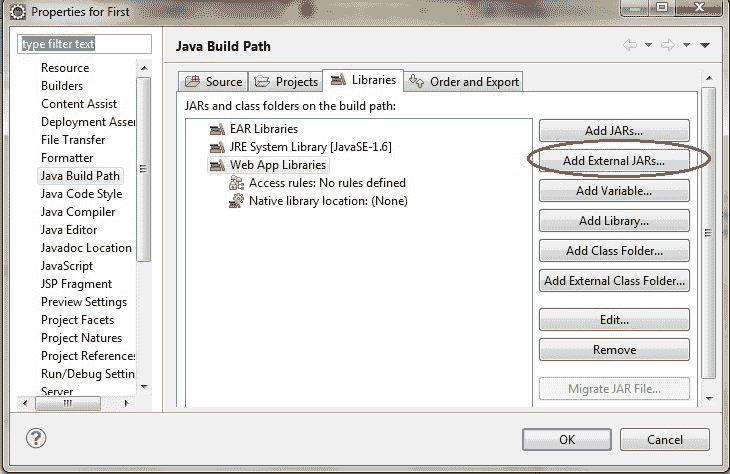 Properties for First
type filter text
Resource
Builders
Content Assist
Deployment Asser
File Transfer
Formatter
Java Build Path
Java Code Style
Java Compiler
Java Editor
Javadoc Location
JavaScript
JSP Fragment
Preview Settings
Project Facets
Project Natures
Project References
Run/Debug Settin
Server
Java Build Path
Source
Projects
Libraries
Order and Export
JARs and class folders on the build path:
EAR Libraries
JRE System Library [JavaSE-1.6]
Web App Libraries
Access rules: No rules defined
Native library location: (None)
Add JARs...
Add External JARs...
Add Variable...
Add Library...
Add Class Folder...
Add External Class Folder...
Edit...
Remove
Migrate JAR File...
?
OK
Cancel